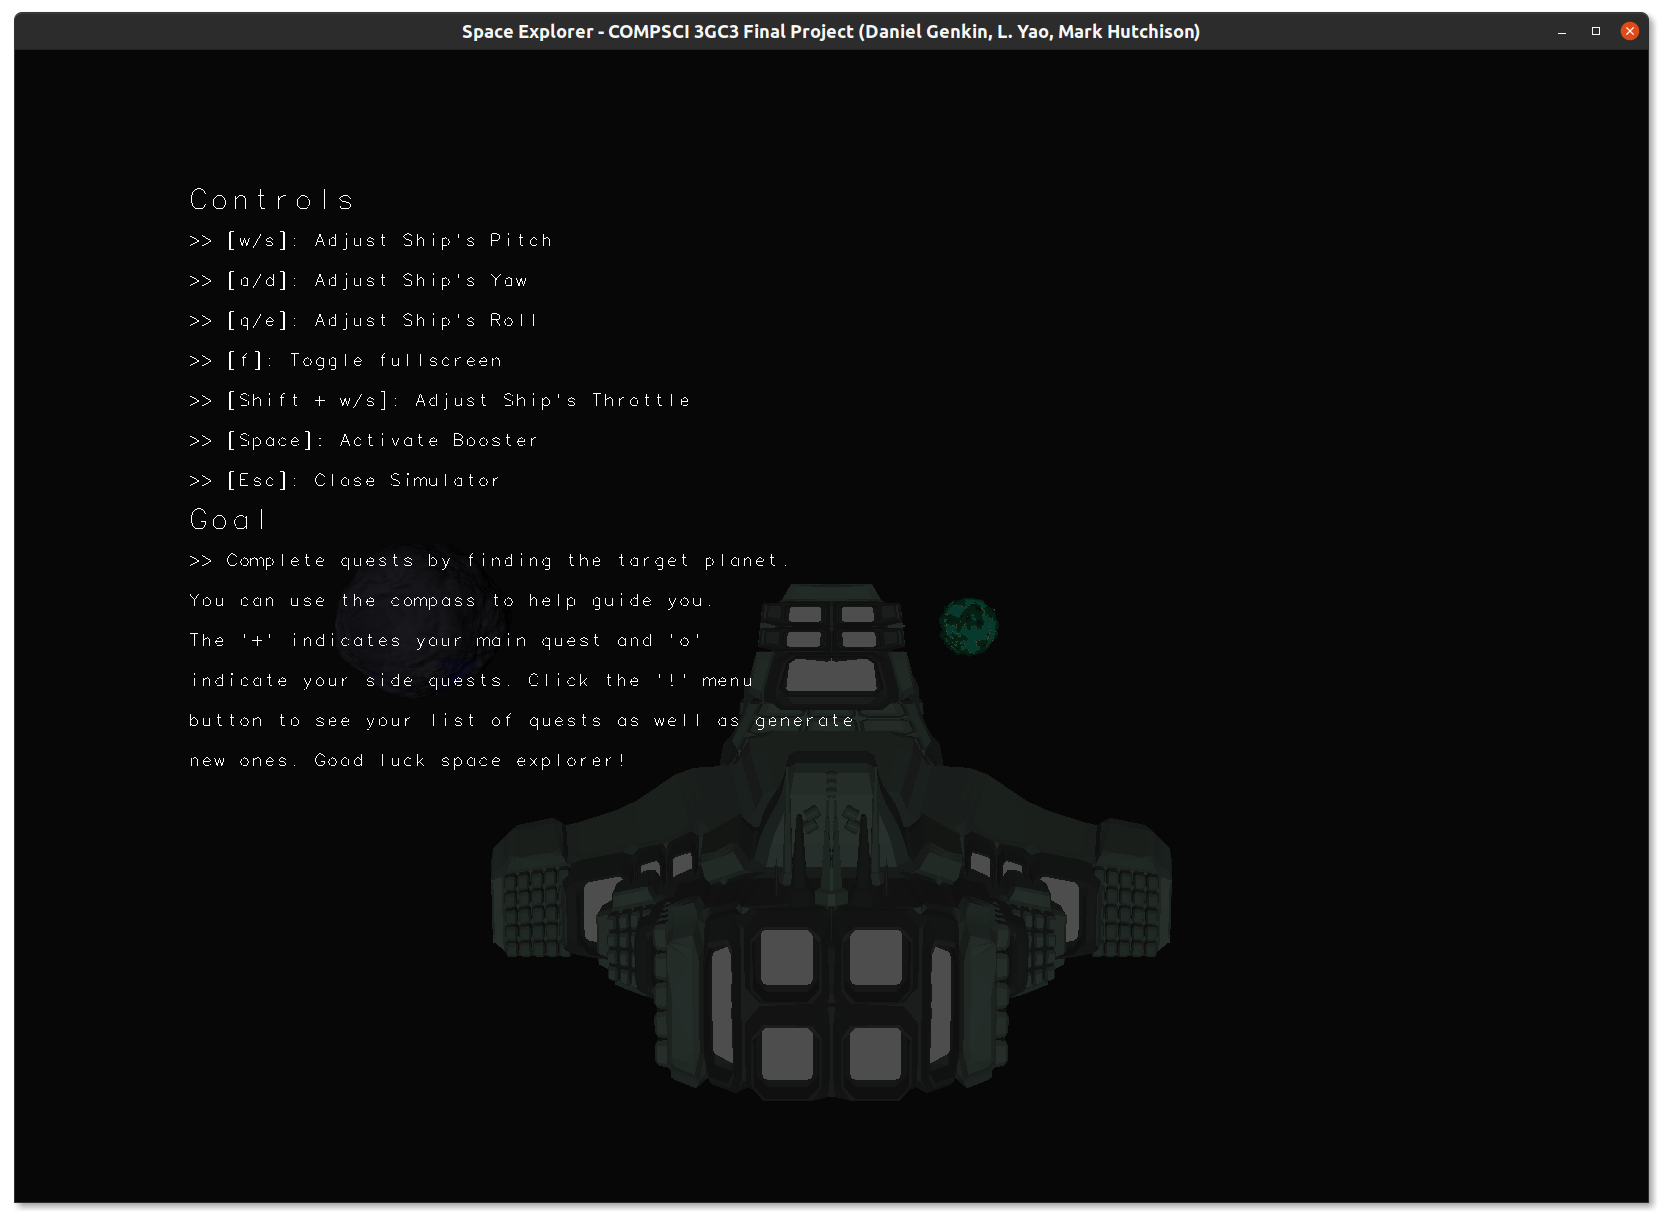 Space Explorer - COMPSCI 3GC3 Final Project (Daniel Genkin, L. Yao, Mark Hutchison)
Controls
>> [w/s]: Adjust Ship's Pitch
>> [a/d]: Adjust Ship's Yaw
>> [q/e]: Adjust Ship's Roll
>> [f]: Toggle fullscreen
>> [Shift + w/s]: Adjust Ship's Throttle
>> [Space]: Activate Booster
>> [Esc]: Close Simulator
Goal
>> Complete quests by finding the target planet.
You can use the compass to help guide you.
The '+' indicates your main quest and 'o'
indicate your side quests. Click the '!' menu
button to see your list of quests as well as generate
new ones. Good luck space explorer!